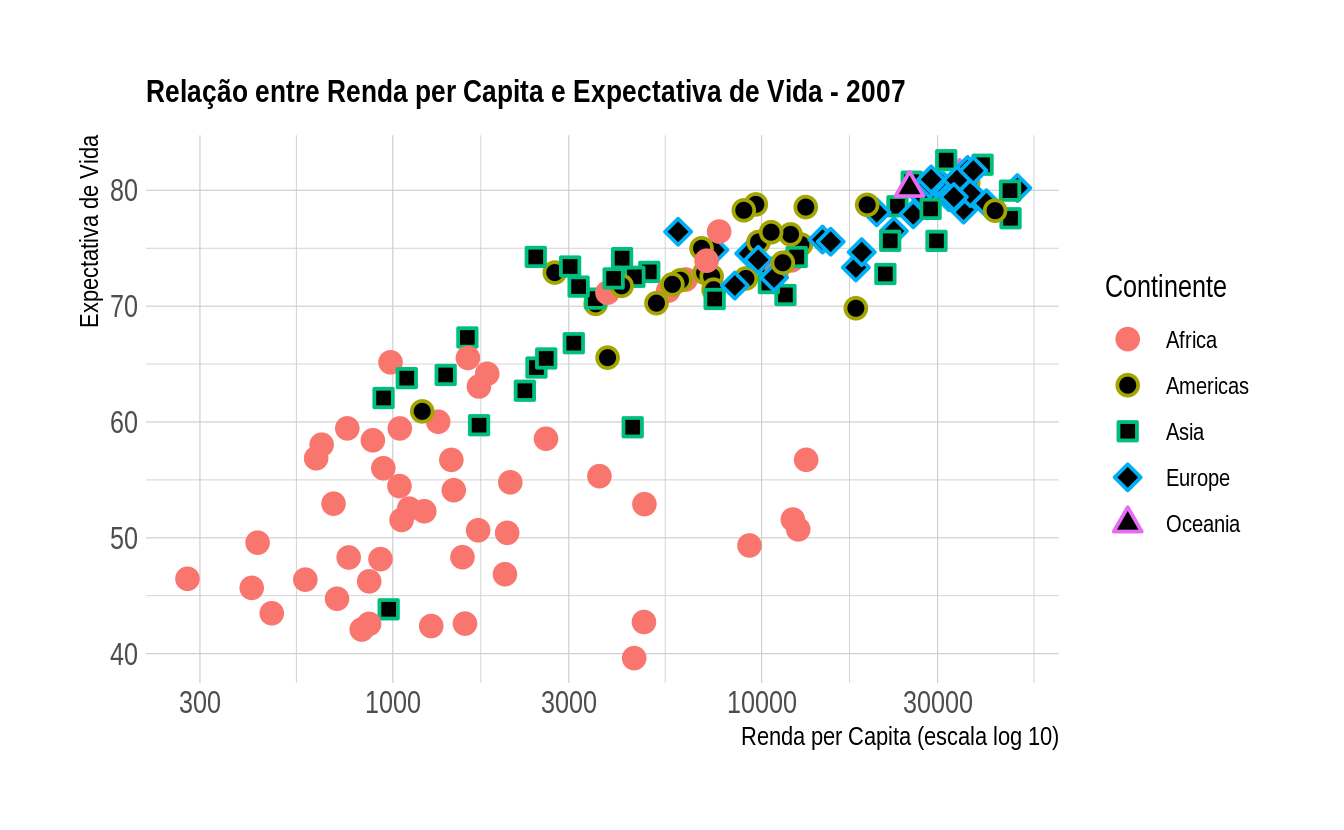 Relação entre Renda per Capita e Expectativa de Vida - 2007
Expectativa de Vida
80
70
60
50
40
300 1000 3000 10000 30000
Renda per Capita (escala log 10)
Continente
Africa
Americas
Asia
Europe
Oceania